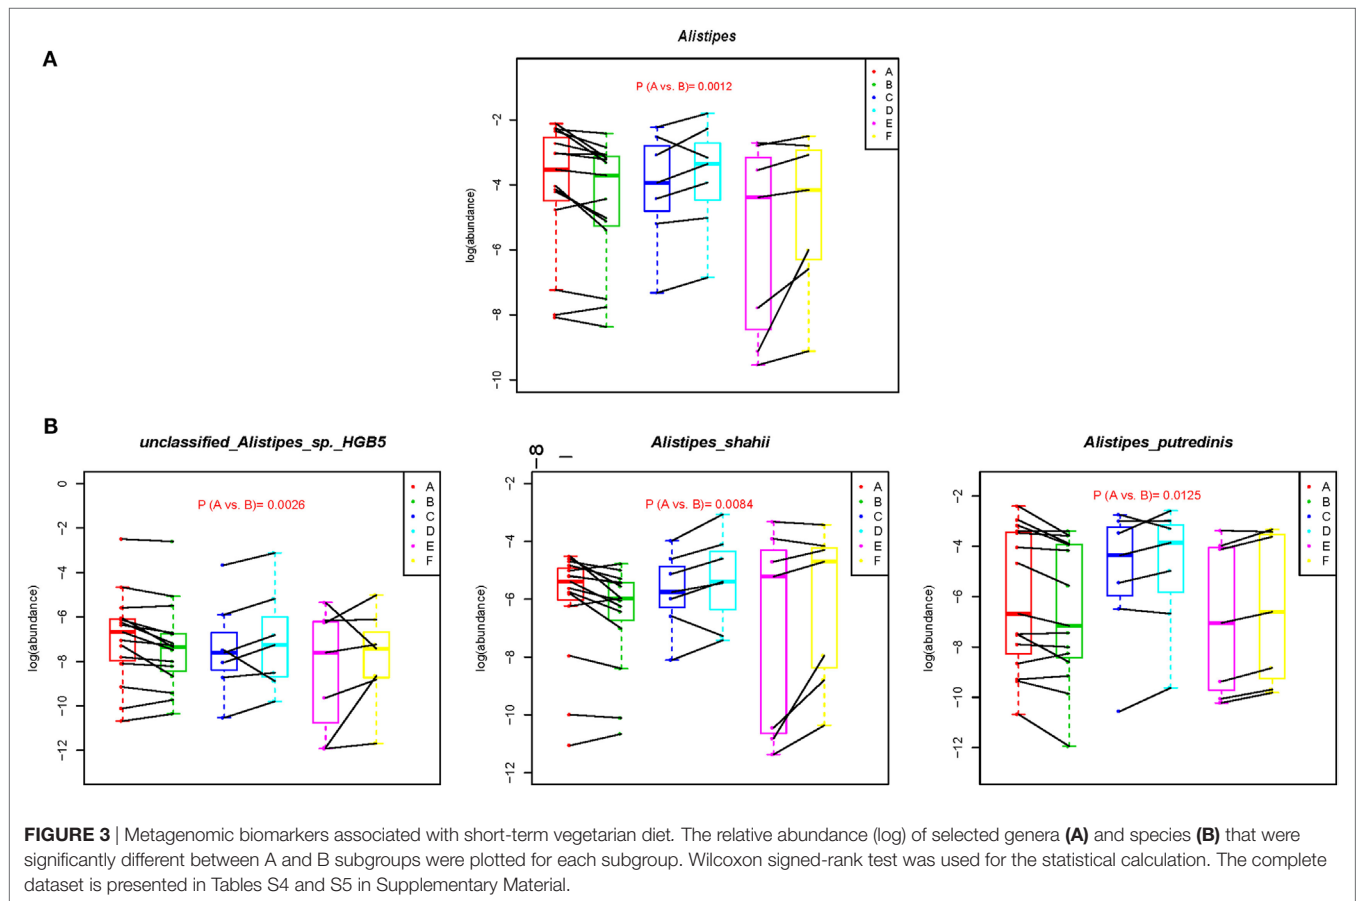 A
Alistipes
P (A vs. B)= 0.0012
A
B
C
D
E
F
log(abundance)
−2
−4
−6
−8
−10
B
unclassified_Alistipes_sp._HGB5
P (A vs. B)= 0.0026
A
B
C
D
E
F
log(abundance)
0
−2
−4
−6
−8
−10
−12
−8
Alistipes_shahii
P (A vs. B)= 0.0084
A
B
C
D
E
F
log(abundance)
−2
−4
−6
−8
−10
−12
Alistipes_putredinis
P (A vs. B)= 0.0125
A
B
C
D
E
F
log(abundance)
−2
−4
−6
−8
−10
−12
FIGURE 3 | Metagenomic biomarkers associated with short-term vegetarian diet. The relative abundance (log) of selected genera (A) and species (B) that were
significantly different between A and B subgroups were plotted for each subgroup. Wilcoxon signed-rank test was used for the statistical calculation. The complete
dataset is presented in Tables S4 and S5 in Supplementary Material.